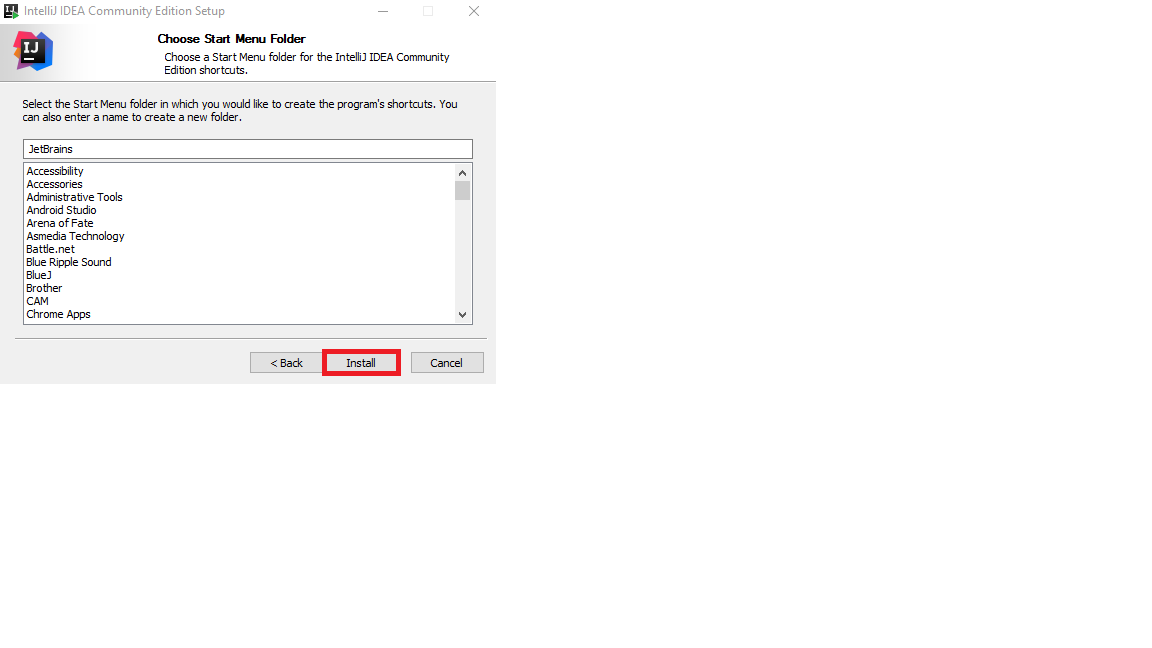 IntelliJ IDEA Community Edition Setup
IJ
Choose Start Menu Folder
Choose a Start Menu folder for the IntelliJ IDEA Community
Edition shortcuts.
Select the Start Menu folder in which you would like to create the program's shortcuts. You
can also enter a name to create a new folder.
JetBrains
Accessibility
Accessories
Administrative Tools
Android Studio
Arena of Fate
Asmedia Technology
Battle.net
Blue Ripple Sound
BlueJ
Brother
CAM
Chrome Apps
< Back Install Cancel